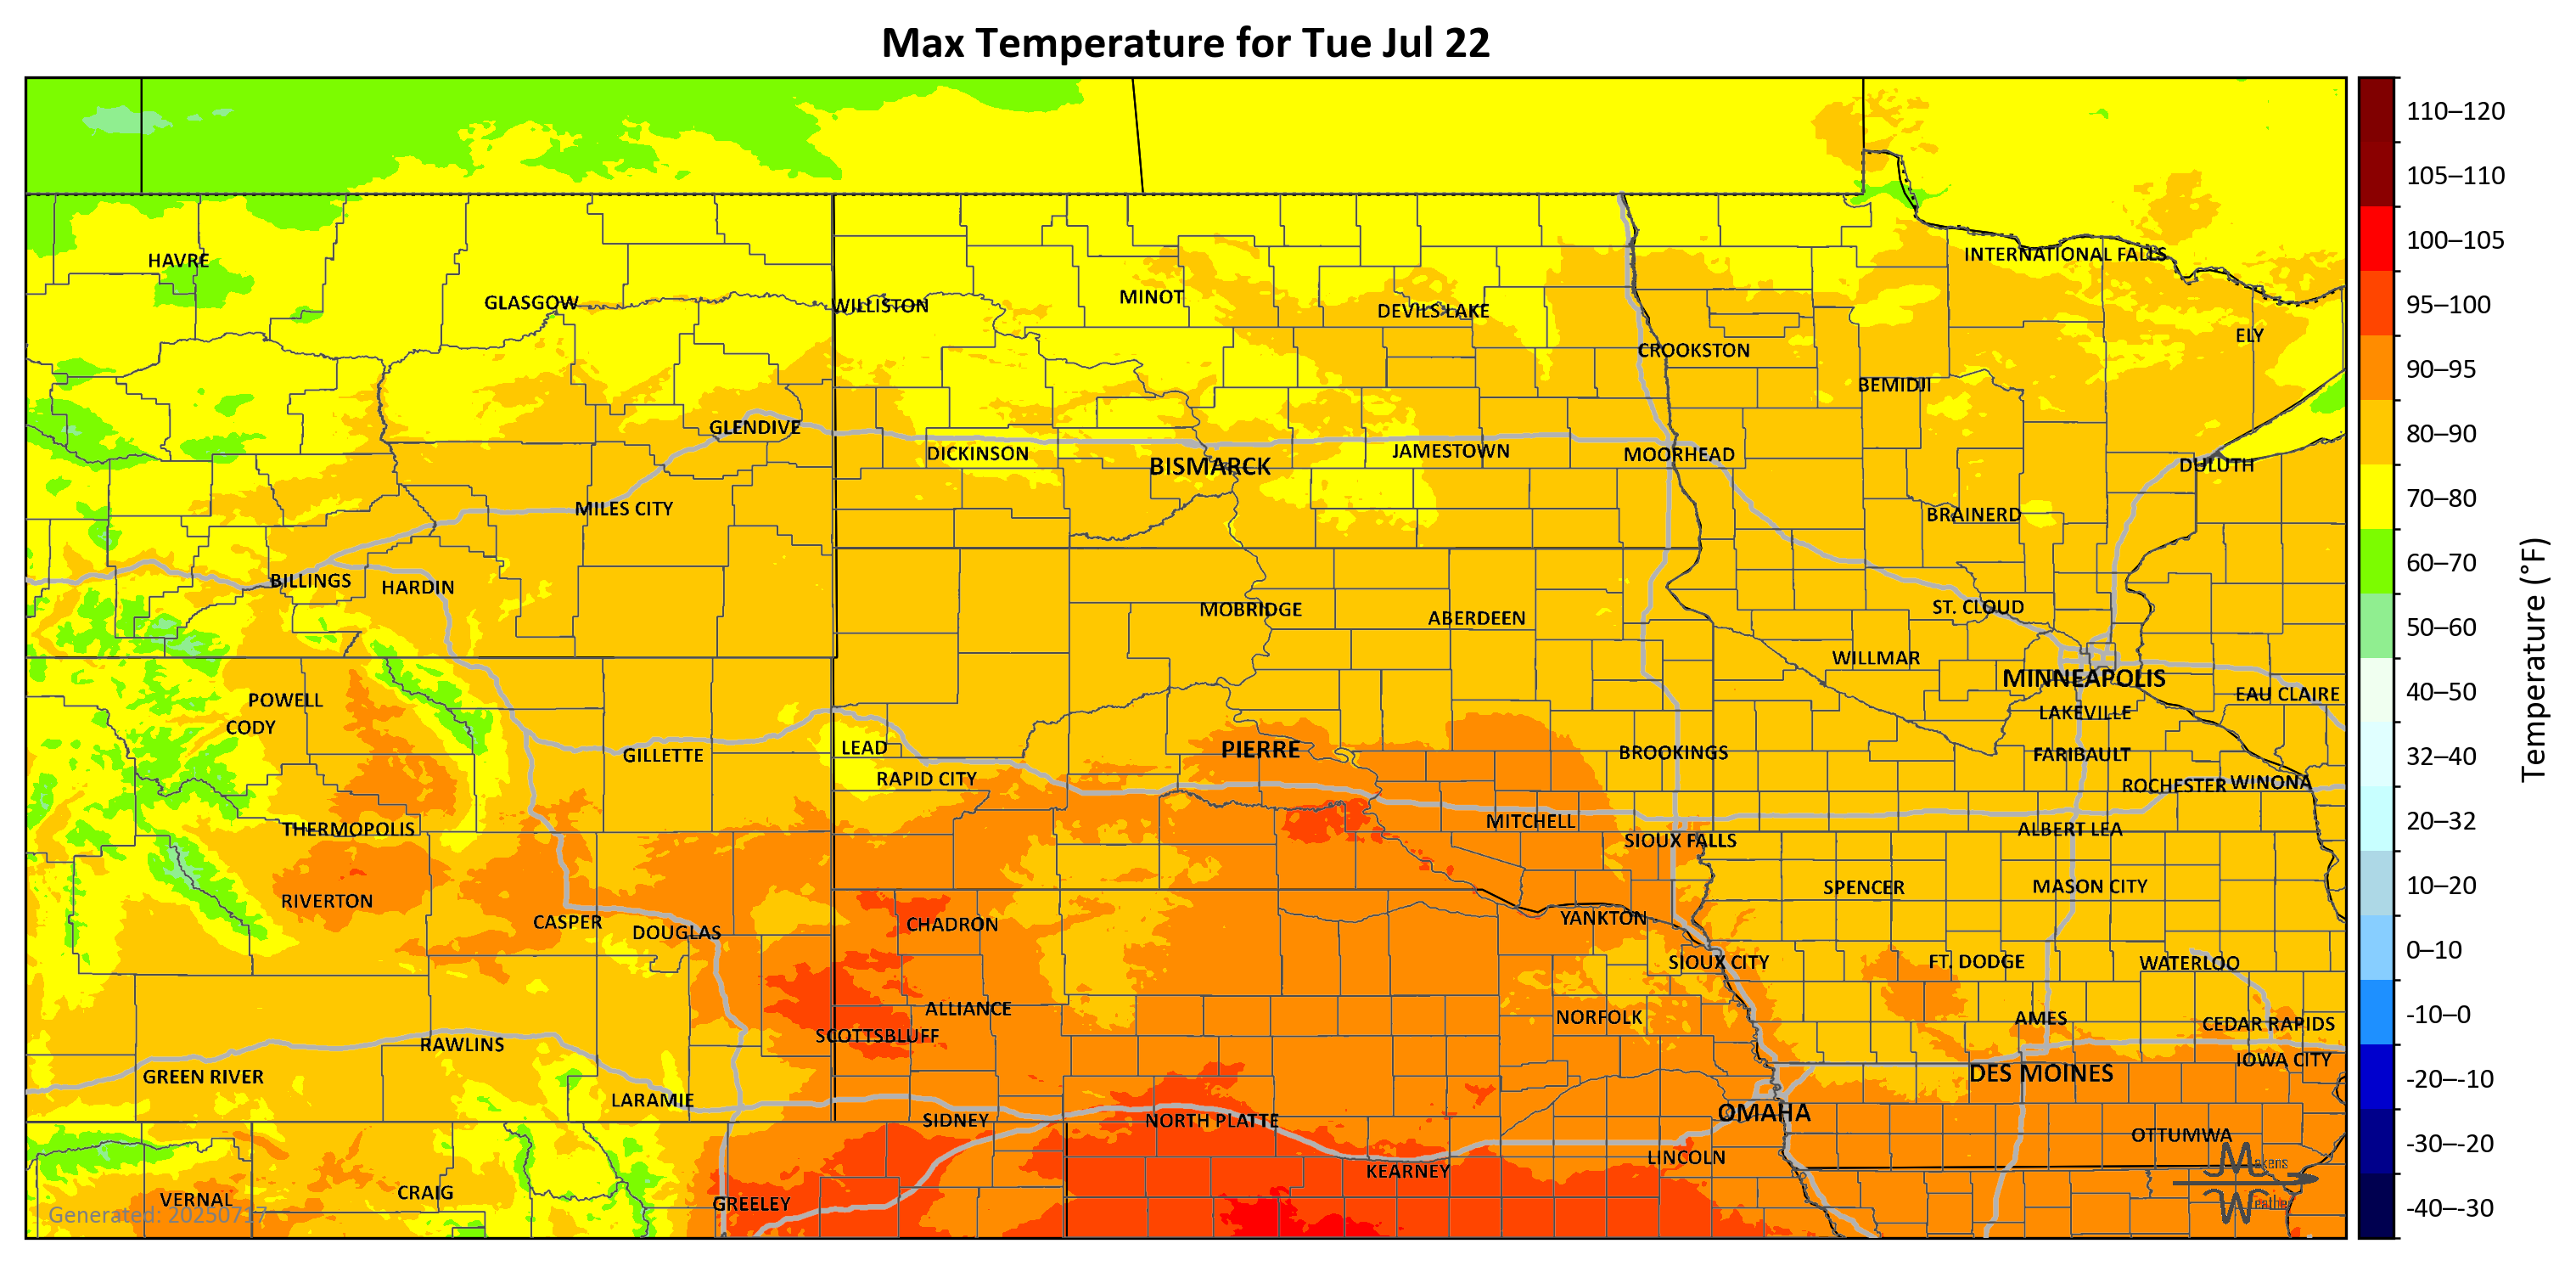 Max Temperature for Tue Jul 22
HAVRE
GLASGOW
WILLISTON
MINOT
DEVILS LAKE
CROOKSTON
BEMIDJI
INTERNATIONAL FALLS
ELY
GLENDIVE
DICKINSON
BISMARCK
JAMESTOWN
MOORHEAD
DULUTH
MILES CITY
BRAINERD
BILLINGS
HARDIN
MOBRIDGE
ABERDEEN
ST. CLOUD
WILLMAR
MINNEAPOLIS
EAU CLAIRE
LAKEVILLE
POWELL
CODY
GILLETTE
LEAD
RAPID CITY
PIERRE
BROOKINGS
FARIBAULT
ROCHESTER
WINONA
THERMOPOLIS
MITCHELL
SIOUX FALLS
ALBERT LEA
RIVERTON
CASPER
DOUGLAS
CHADRON
YANKTON
SPENCER
MASON CITY
SIOUX CITY
FT. DODGE
WATERLOO
ALLIANCE
SCOTTSBLUFF
NORFOLK
AMES
CEDAR RAPIDS
IOWA CITY
RAWLINS
GREEN RIVER
LARAMIE
SIDNEY
NORTH PLATTE
OMAHA
DES MOINES
OTTUMWA
KEARNEY
LINCOLN
VERNAL
CRAIG
GREELEY
Generated: 20250717
Makens
Weather
110–120
105–110
100–105
95–100
90–95
80–90
70–80
60–70
50–60
40–50
32–40
20–32
10–20
0–10
-10–0
-20–-10
-30–-20
-40–-30
Temperature (°F)